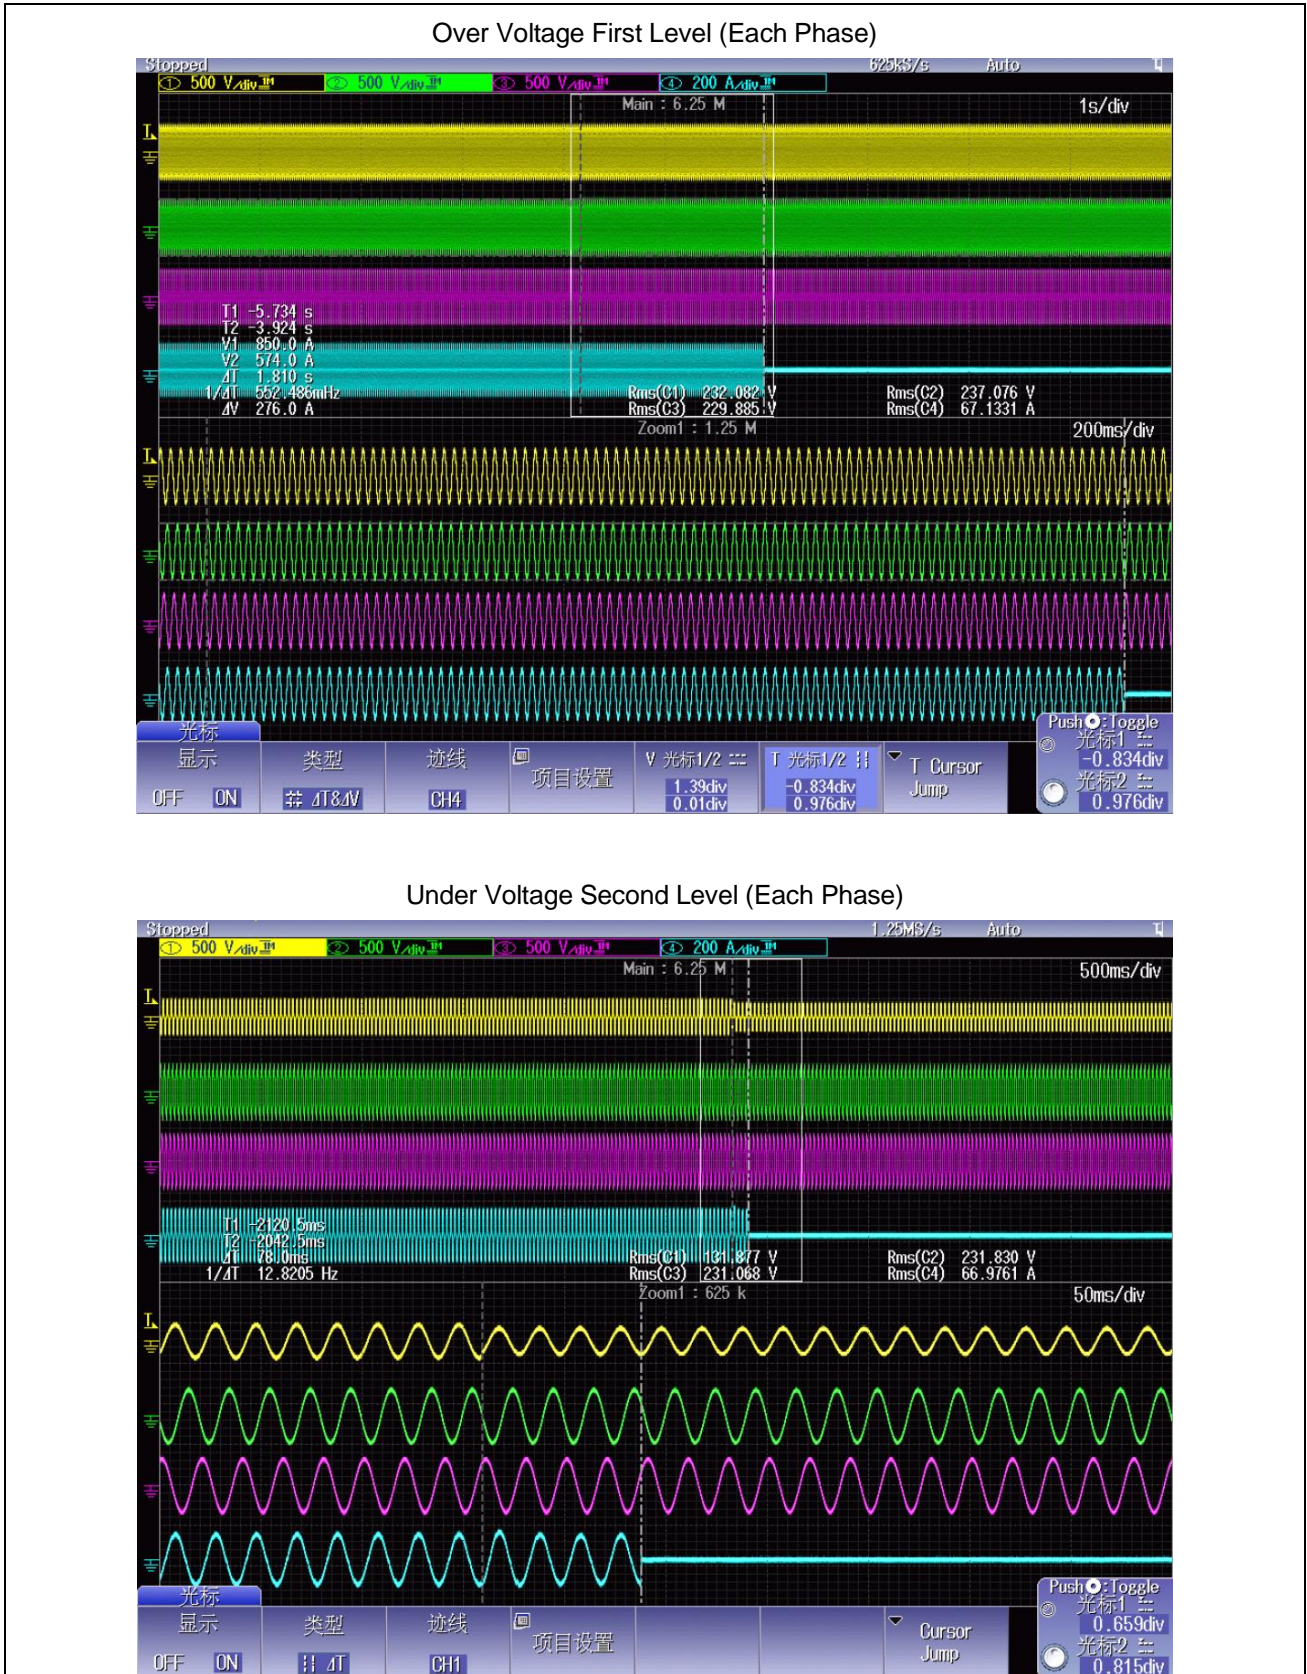 Over Voltage First Level (Each Phase)
Stopped 625kS/s Auto
① 500 V/div ② 500 V/div ③ 500 V/div ④ 200 A/div
Main : 6.25 M 1s/div
T1 -5.734 s
T2 -3.924 s
V1 850.0 A
V2 574.0 A
ΔT 1.810 s
1/ΔT 552.486mHz Rms(C1) 232.082 V Rms(C2) 237.076 V
ΔV 276.0 A Rms(C3) 229.885 V Rms(C4) 67.1331 A
Zoom1 : 1.25 M 200ms/div
光标
显示 类型 迹线 项目设置 V 光标1/2 T 光标1/2 T Cursor Jump
OFF ON ΔT&ΔV CH4 1.39div -0.834div
0.01div 0.976div
Push:Toggle
光标1
-0.834div
光标2
0.976div
Under Voltage Second Level (Each Phase)
Stopped 1.25MS/s Auto
① 500 V/div ② 500 V/div ③ 500 V/div ④ 200 A/div
Main : 6.25 M 500ms/div
T1 -2120.5ms
T2 -2042.5ms
ΔT 78.0ms Rms(C1) 131.877 V Rms(C2) 231.830 V
1/ΔT 12.8205 Hz Rms(C3) 231.068 V Rms(C4) 66.9761 A
Zoom1 : 625 k 50ms/div
光标
显示 类型 迹线 项目设置 Cursor Jump
OFF ON ΔT CH1
Push:Toggle
光标1
0.659div
光标2
0.815div